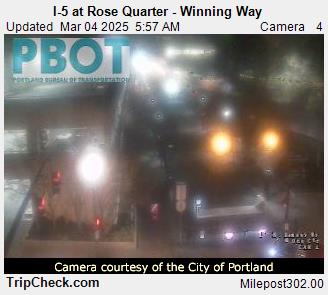 I-5 at Rose Quarter - Winning Way
Updated Mar 04 2025 5:57 AM Camera 4
PBOT
PORTLAND BUREAU OF TRANSPORTATION
Camera courtesy of the City of Portland
TripCheck.com Milepost302.00